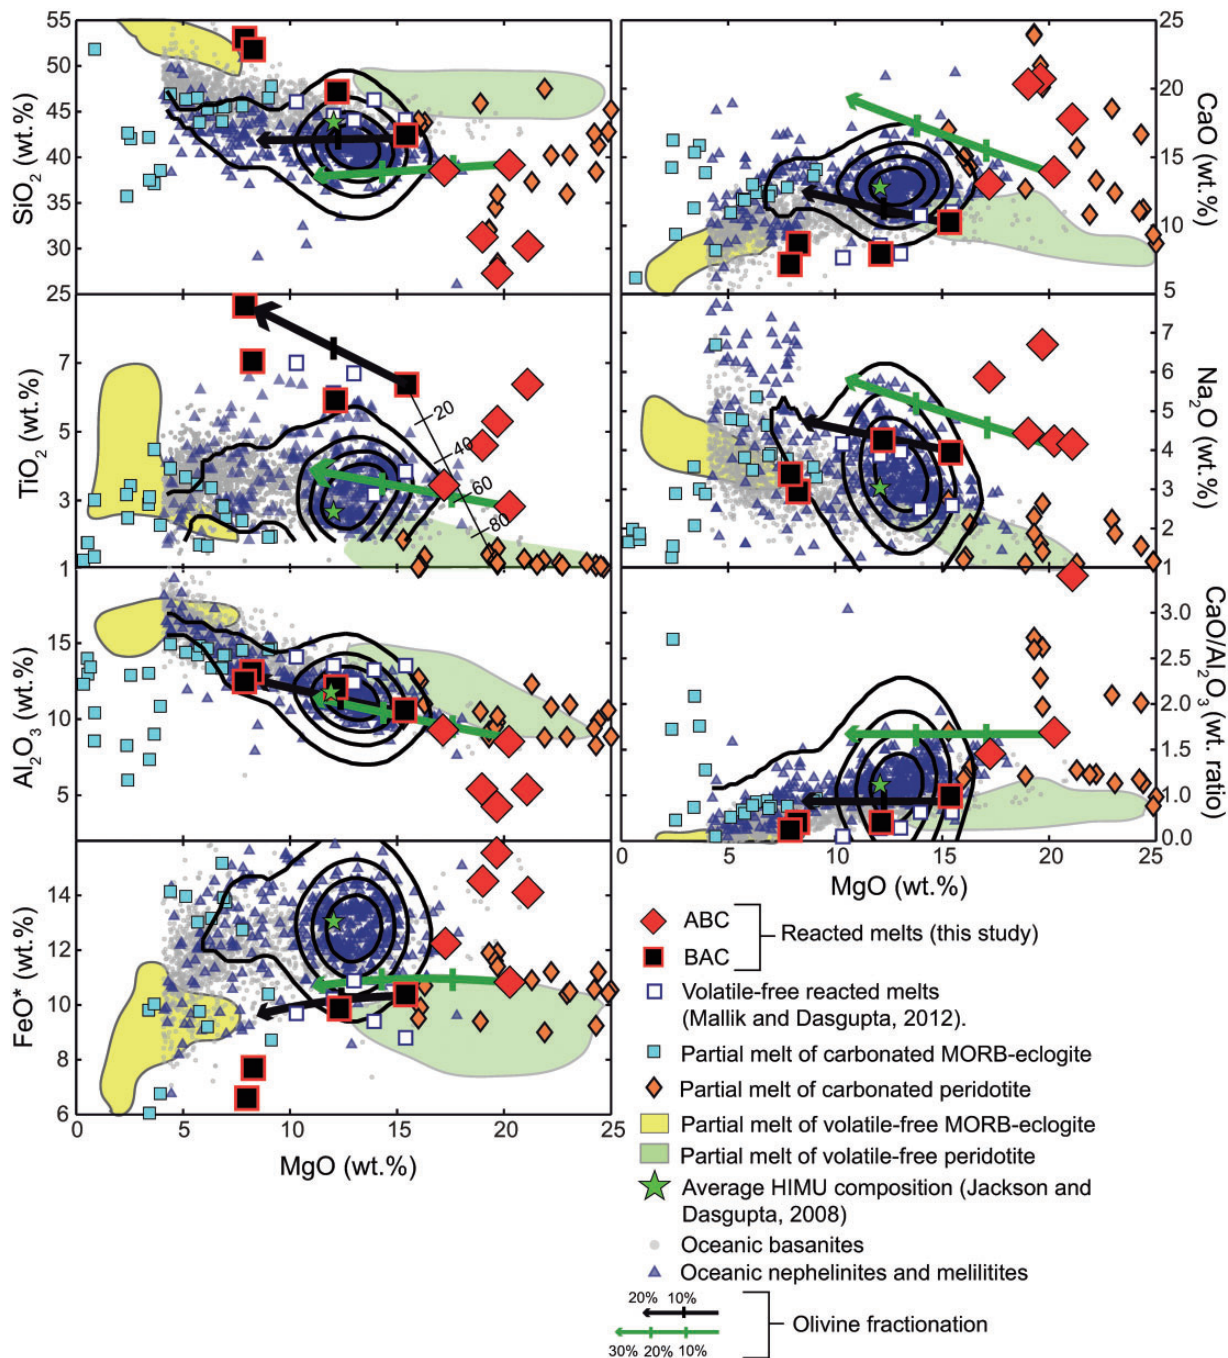 55
50
45
40
35
30
25
SiO2 (wt.%)
25
20
15
10
5
CaO (wt.%)
7
5
3
1
TiO2 (wt.%)
20
40
60
80
7
6
5
4
3
2
1
Na2O (wt.%)
15
10
5
Al2O3 (wt.%)
3.0
2.0
1.0
0.0
CaO/Al2O3 (wt. ratio)
0
5
10
15
20
25
MgO (wt.%)
14
12
10
8
6
FeO* (wt.%)
0
5
10
15
20
25
MgO (wt.%)
ABC
BAC
Reacted melts (this study)
Volatile-free reacted melts
(Mallik and Dasgupta, 2012).
Partial melt of carbonated MORB-eclogite
Partial melt of carbonated peridotite
Partial melt of volatile-free MORB-eclogite
Partial melt of volatile-free peridotite
Average HIMU composition (Jackson and
Dasgupta, 2008)
Oceanic basanites
Oceanic nephelinites and melilitites
20% 10%
30% 20% 10%
Olivine fractionation